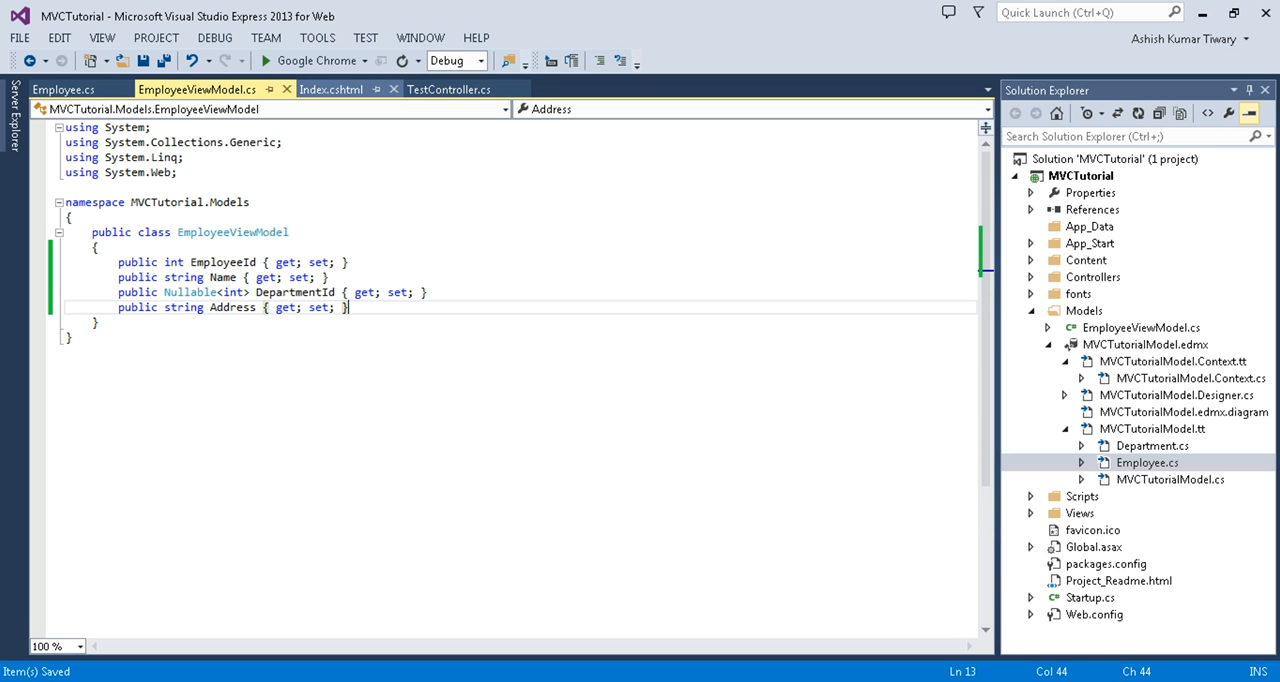 MVCTutorial - Microsoft Visual Studio Express 2013 for Web
Quick Launch (Ctrl+Q)
FILE EDIT VIEW PROJECT DEBUG TEAM TOOLS TEST WINDOW HELP
Ashish Kumar Tiwary
Google Chrome
Debug
Server Explorer
Employee.cs
EmployeeViewModel.cs
Index.cshtml
TestController.cs
MVCTutorial.Models.EmployeeViewModel
Address
using System;
using System.Collections.Generic;
using System.Linq;
using System.Web;
namespace MVCTutorial.Models
{
public class EmployeeViewModel
{
public int EmployeeId { get; set; }
public string Name { get; set; }
public Nullable<int> DepartmentId { get; set; }
public string Address { get; set; }
}
}
100 %
Solution Explorer
Search Solution Explorer (Ctrl+;)
Solution 'MVCTutorial' (1 project)
MVCTutorial
Properties
References
App_Data
App_Start
Content
Controllers
fonts
Models
EmployeeViewModel.cs
MVCTutorialModel.edmx
MVCTutorialModel.Context.tt
MVCTutorialModel.Context.cs
MVCTutorialModel.Designer.cs
MVCTutorialModel.edmx.diagram
MVCTutorialModel.tt
Department.cs
Employee.cs
MVCTutorialModel.cs
Scripts
Views
favicon.ico
Global.asax
packages.config
Project_Readme.html
Startup.cs
Web.config
Item(s) Saved
Ln 13
Col 44
Ch 44
INS